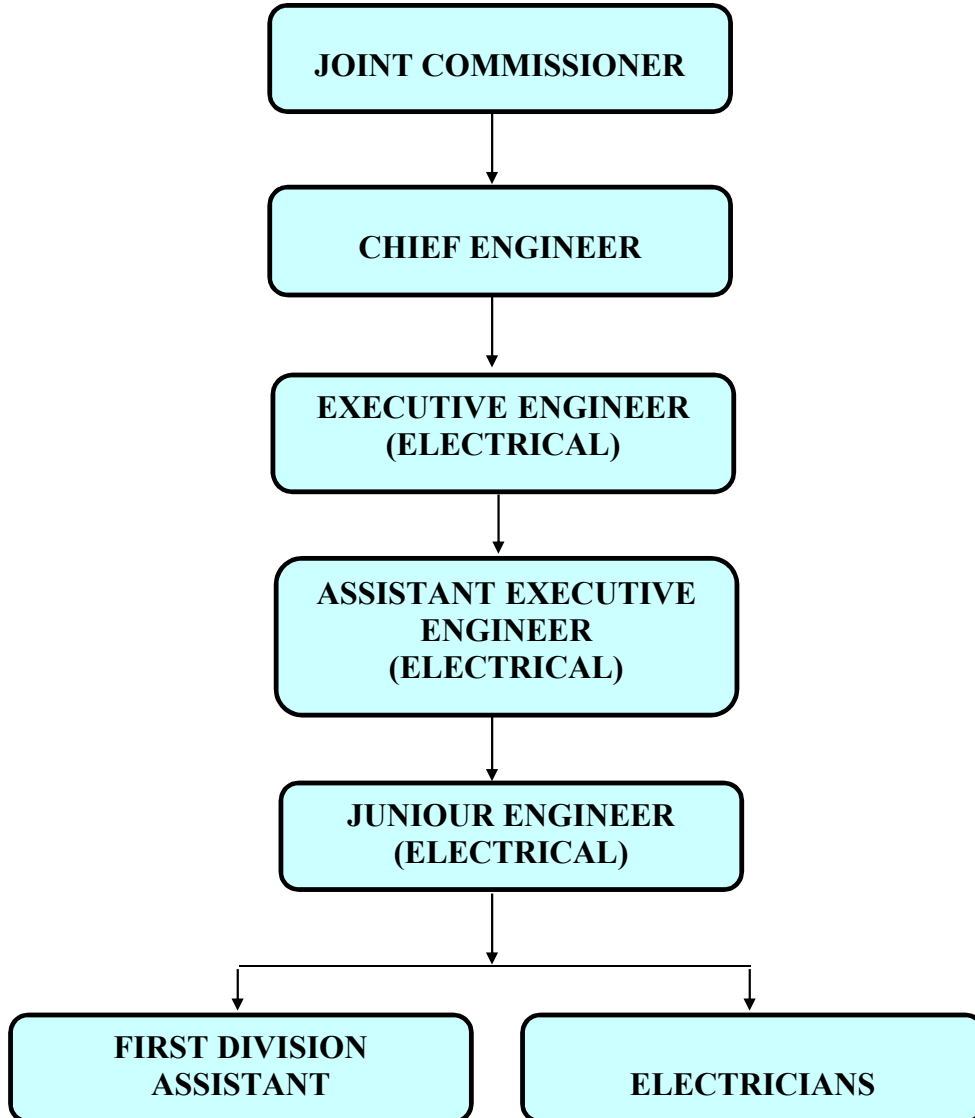 JOINT COMMISSIONER
CHIEF ENGINEER
EXECUTIVE ENGINEER
(ELECTRICAL)
ASSISTANT EXECUTIVE
ENGINEER
(ELECTRICAL)
JUNIOUR ENGINEER
(ELECTRICAL)
FIRST DIVISION
ASSISTANT
ELECTRICIANS